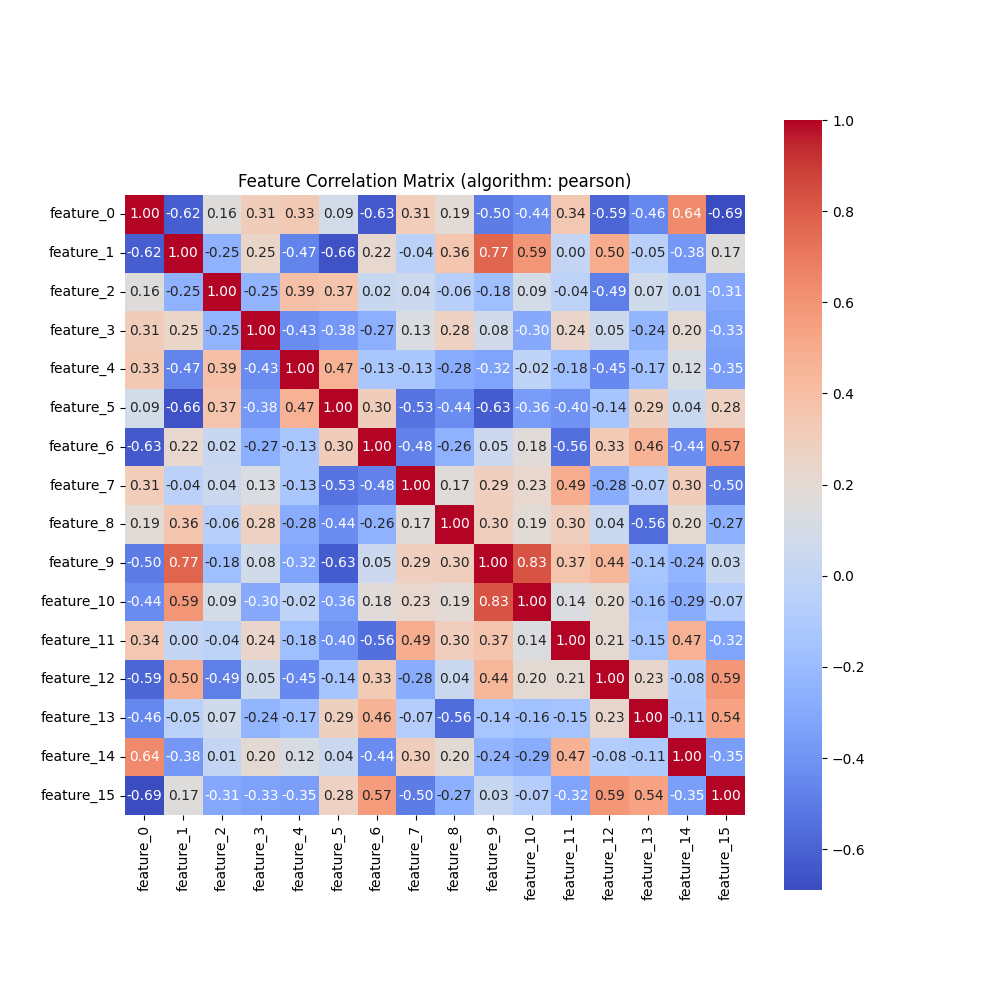 Feature Correlation Matrix (algorithm: pearson)
feature_0 1.00 -0.62 0.16 0.31 0.33 0.09 -0.63 0.31 0.19 -0.50 -0.44 0.34 -0.59 -0.46 0.64 -0.69
feature_1 -0.62 1.00 -0.25 0.25 -0.47 -0.66 0.22 -0.04 0.36 0.77 0.59 0.00 0.50 -0.05 -0.38 0.17
feature_2 0.16 -0.25 1.00 -0.25 0.39 0.37 0.02 0.04 -0.06 -0.18 0.09 -0.04 -0.49 0.07 0.01 -0.31
feature_3 0.31 0.25 -0.25 1.00 -0.43 -0.38 -0.27 0.13 0.28 0.08 -0.30 0.24 0.05 -0.24 0.20 -0.33
feature_4 0.33 -0.47 0.39 -0.43 1.00 0.47 -0.13 -0.13 -0.28 -0.32 -0.02 -0.18 -0.45 -0.17 0.12 -0.35
feature_5 0.09 -0.66 0.37 -0.38 0.47 1.00 0.30 -0.53 -0.44 -0.63 -0.36 -0.40 -0.14 0.29 0.04 0.28
feature_6 -0.63 0.22 0.02 -0.27 -0.13 0.30 1.00 -0.48 -0.26 0.05 0.18 -0.56 0.33 0.46 -0.44 0.57
feature_7 0.31 -0.04 0.04 0.13 -0.13 -0.53 -0.48 1.00 0.17 0.29 0.23 0.49 -0.28 -0.07 0.30 -0.50
feature_8 0.19 0.36 -0.06 0.28 -0.28 -0.44 -0.26 0.17 1.00 0.30 0.19 0.30 0.04 -0.56 0.20 -0.27
feature_9 -0.50 0.77 -0.18 0.08 -0.32 -0.63 0.05 0.29 0.30 1.00 0.83 0.37 0.44 -0.14 -0.24 0.03
feature_10 -0.44 0.59 0.09 -0.30 -0.02 -0.36 0.18 0.23 0.19 0.83 1.00 0.14 0.20 -0.16 -0.29 -0.07
feature_11 0.34 0.00 -0.04 0.24 -0.18 -0.40 -0.56 0.49 0.30 0.37 0.14 1.00 0.21 -0.15 0.47 -0.32
feature_12 -0.59 0.50 -0.49 0.05 -0.45 -0.14 0.33 -0.28 0.04 0.44 0.20 0.21 1.00 0.23 -0.08 0.59
feature_13 -0.46 -0.05 0.07 -0.24 -0.17 0.29 0.46 -0.07 -0.56 -0.14 -0.16 -0.15 0.23 1.00 -0.11 0.54
feature_14 0.64 -0.38 0.01 0.20 0.12 0.04 -0.44 0.30 0.20 -0.24 -0.29 0.47 -0.08 -0.11 1.00 -0.35
feature_15 -0.69 0.17 -0.31 -0.33 -0.35 0.28 0.57 -0.50 -0.27 0.03 -0.07 -0.32 0.59 0.54 -0.35 1.00
feature_0
feature_1
feature_2
feature_3
feature_4
feature_5
feature_6
feature_7
feature_8
feature_9
feature_10
feature_11
feature_12
feature_13
feature_14
feature_15
1.0
0.8
0.6
0.4
0.2
0.0
−0.2
−0.4
−0.6